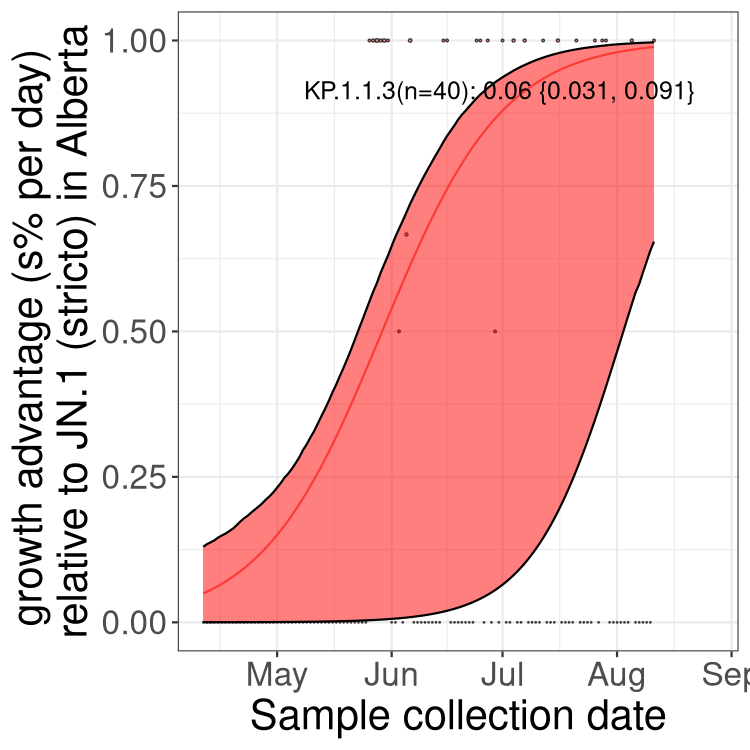 growth advantage (s% per day)
relative to JN.1 (stricto) in Alberta
1.00
0.75
0.50
0.25
0.00
KP.1.1.3(n=40): 0.06 {0.031, 0.091}
May Jun Jul Aug Sep
Sample collection date